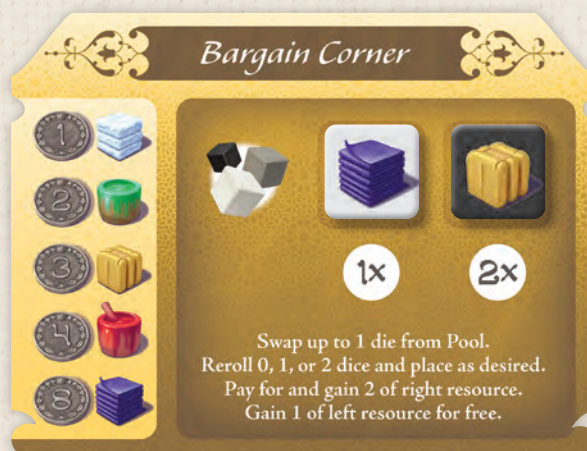 Bargain Corner
1
2
3
4
8
1x
2x
Swap up to 1 die from Pool.
Reroll 0, 1, or 2 dice and place as desired.
Pay for and gain 2 of right resource.
Gain 1 of left resource for free.